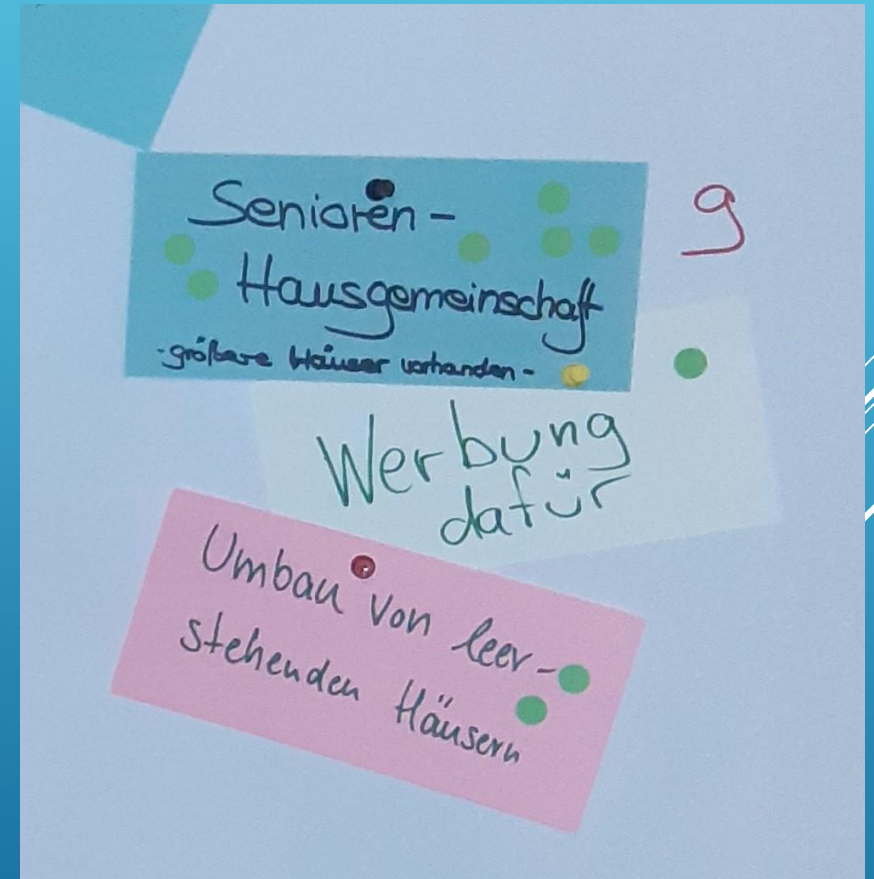 Senioren-
9
Hausgemeinschaft
-größere Häuser vorhanden-
Werbung
dafür
Umbau von leer-
stehenden Häusern